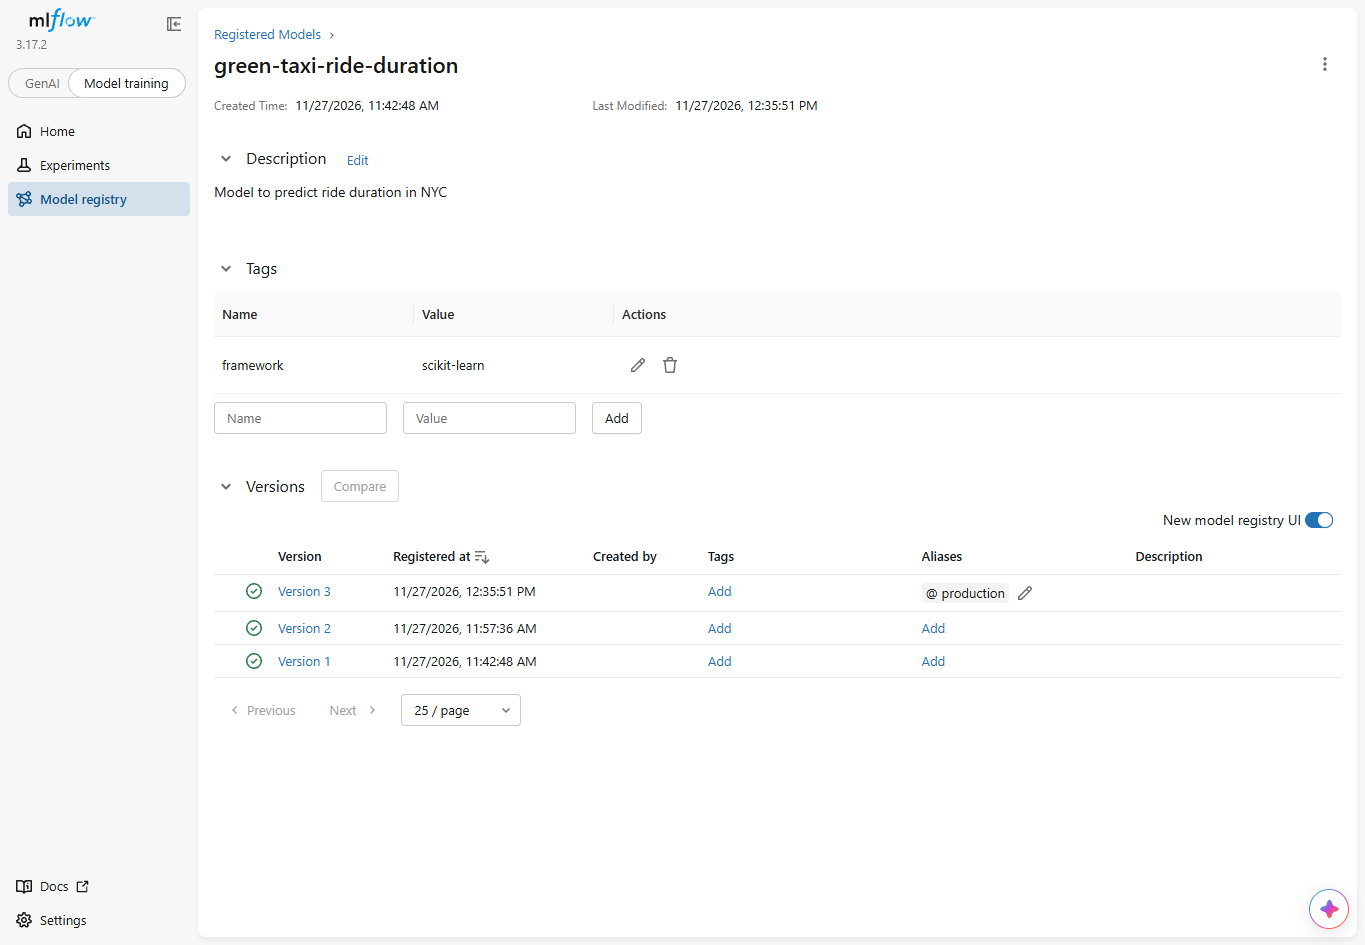 mlflow
3.17.2
GenAI Model training
Home
Experiments
Model registry
Docs
Settings
Registered Models ›
green-taxi-ride-duration
Created Time: 11/27/2026, 11:42:48 AM Last Modified: 11/27/2026, 12:35:51 PM
Description Edit
Model to predict ride duration in NYC
Tags
Name Value Actions
framework scikit-learn
Name Value Add
Versions Compare
New model registry UI
Version Registered at Created by Tags Aliases Description
Version 3 11/27/2026, 12:35:51 PM Add @ production
Version 2 11/27/2026, 11:57:36 AM Add Add
Version 1 11/27/2026, 11:42:48 AM Add Add
Previous Next 25 / page